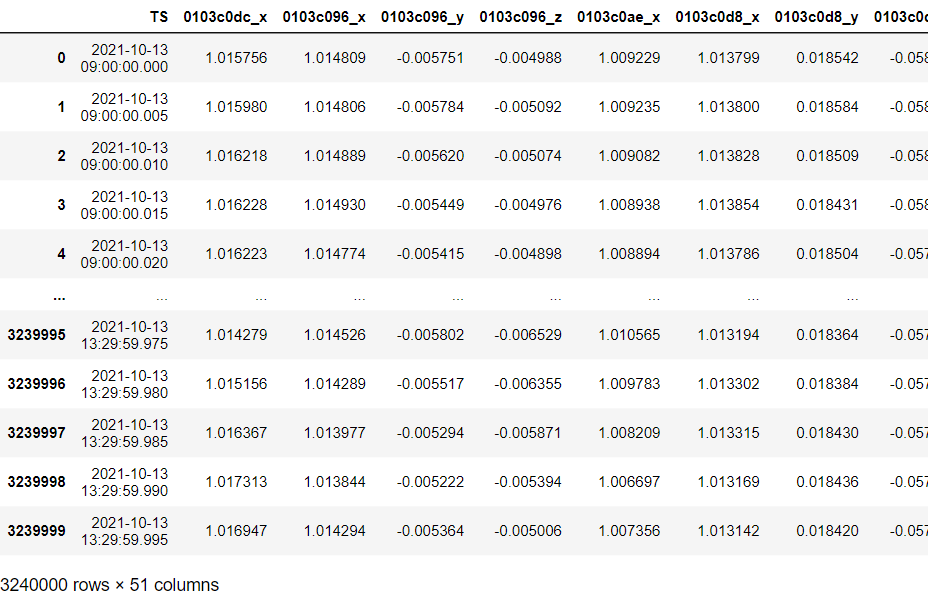 TS 0103c0dc_x 0103c096_x 0103c096_y 0103c096_z 0103c0ae_x 0103c0d8_x 0103c0d8_y
0 2021-10-13 09:00:00.000 1.015756 1.014809 -0.005751 -0.004988 1.009229 1.013799 0.018542
1 2021-10-13 09:00:00.005 1.015980 1.014806 -0.005784 -0.005092 1.009235 1.013800 0.018584
2 2021-10-13 09:00:00.010 1.016218 1.014889 -0.005620 -0.005074 1.009082 1.013828 0.018509
3 2021-10-13 09:00:00.015 1.016228 1.014930 -0.005449 -0.004976 1.008938 1.013854 0.018431
4 2021-10-13 09:00:00.020 1.016223 1.014774 -0.005415 -0.004898 1.008894 1.013786 0.018504
... ... ... ... ... ... ... ... ...
3239995 2021-10-13 13:29:59.975 1.014279 1.014526 -0.005802 -0.006529 1.010565 1.013194 0.018364
3239996 2021-10-13 13:29:59.980 1.015156 1.014289 -0.005517 -0.006355 1.009783 1.013302 0.018384
3239997 2021-10-13 13:29:59.985 1.016367 1.013977 -0.005294 -0.005871 1.008209 1.013315 0.018430
3239998 2021-10-13 13:29:59.990 1.017313 1.013844 -0.005222 -0.005394 1.006697 1.013169 0.018436
3239999 2021-10-13 13:29:59.995 1.016947 1.014294 -0.005364 -0.005006 1.007356 1.013142 0.018420
3240000 rows × 51 columns